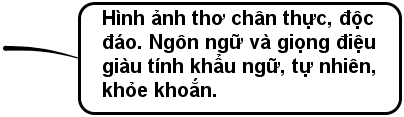 Hình ảnh thơ chân thực, độc
đáo. Ngôn ngữ và giọng điệu
giàu tính khẩu ngữ, tự nhiên,
khỏe khoắn.